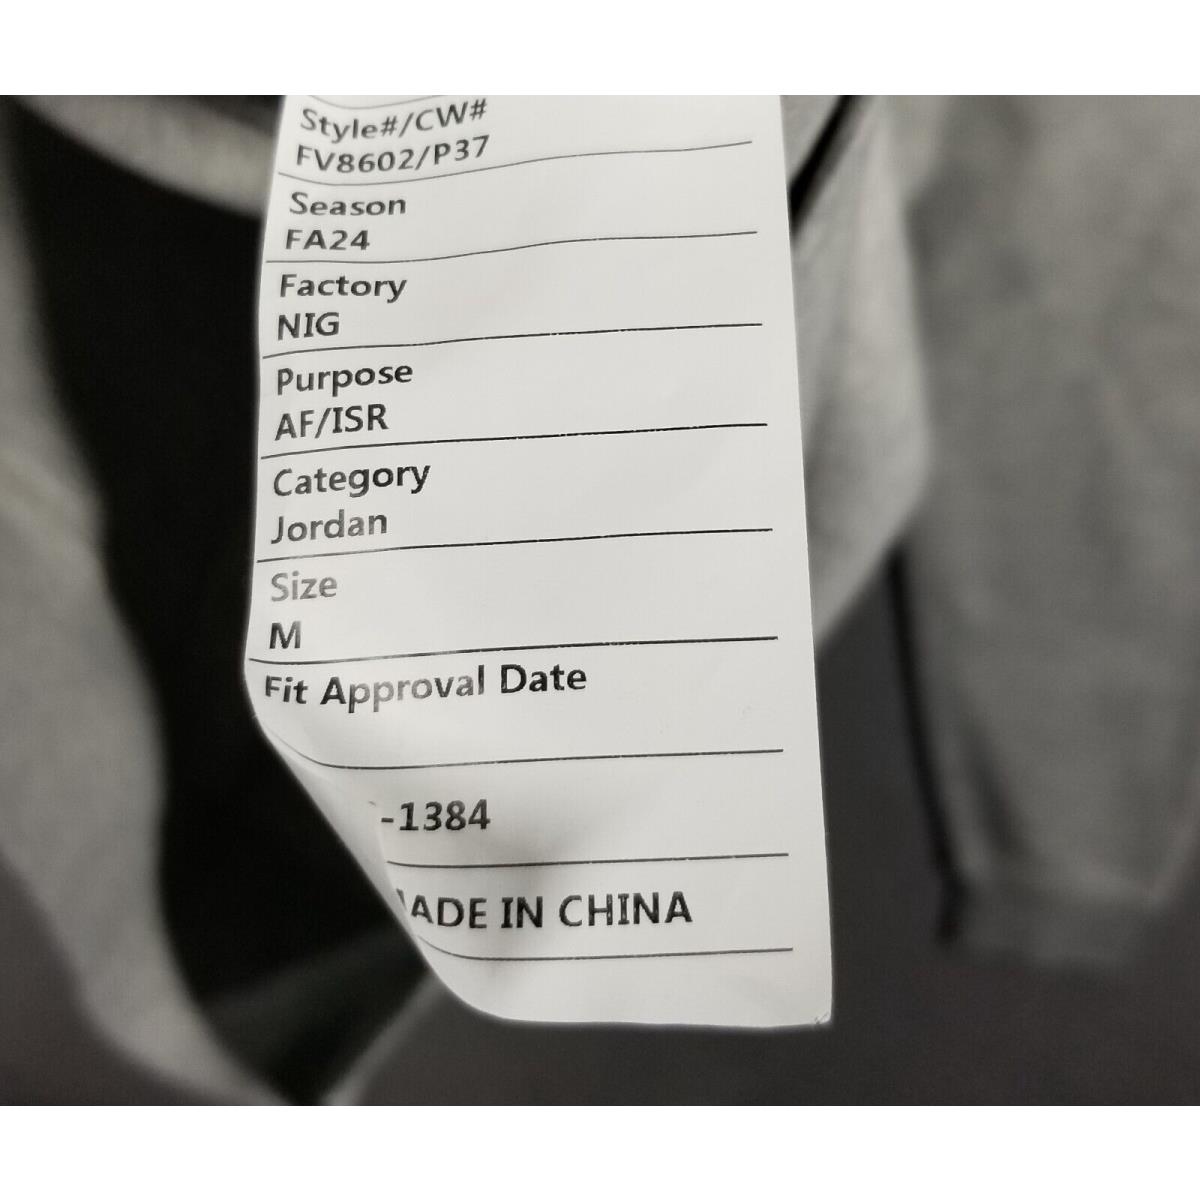 Style#/CW#
FV8602/P37
Season
FA24
Factory
NIG
Purpose
AF/ISR
Category
Jordan
Size
M
Fit Approval Date
-1384
MADE IN CHINA